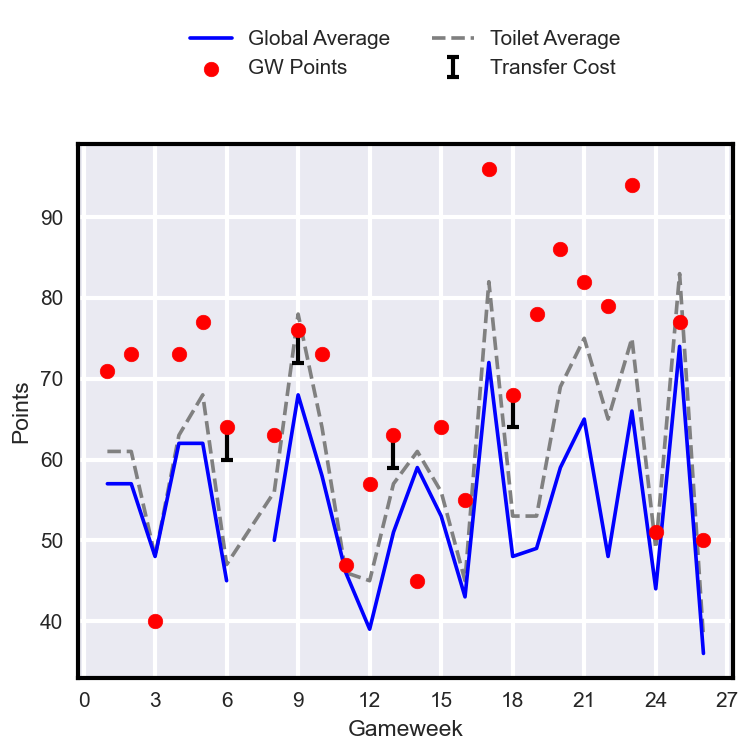 Global Average
Toilet Average
GW Points
Transfer Cost
90
80
70
60
50
40
Points
0 3 6 9 12 15 18 21 24 27
Gameweek